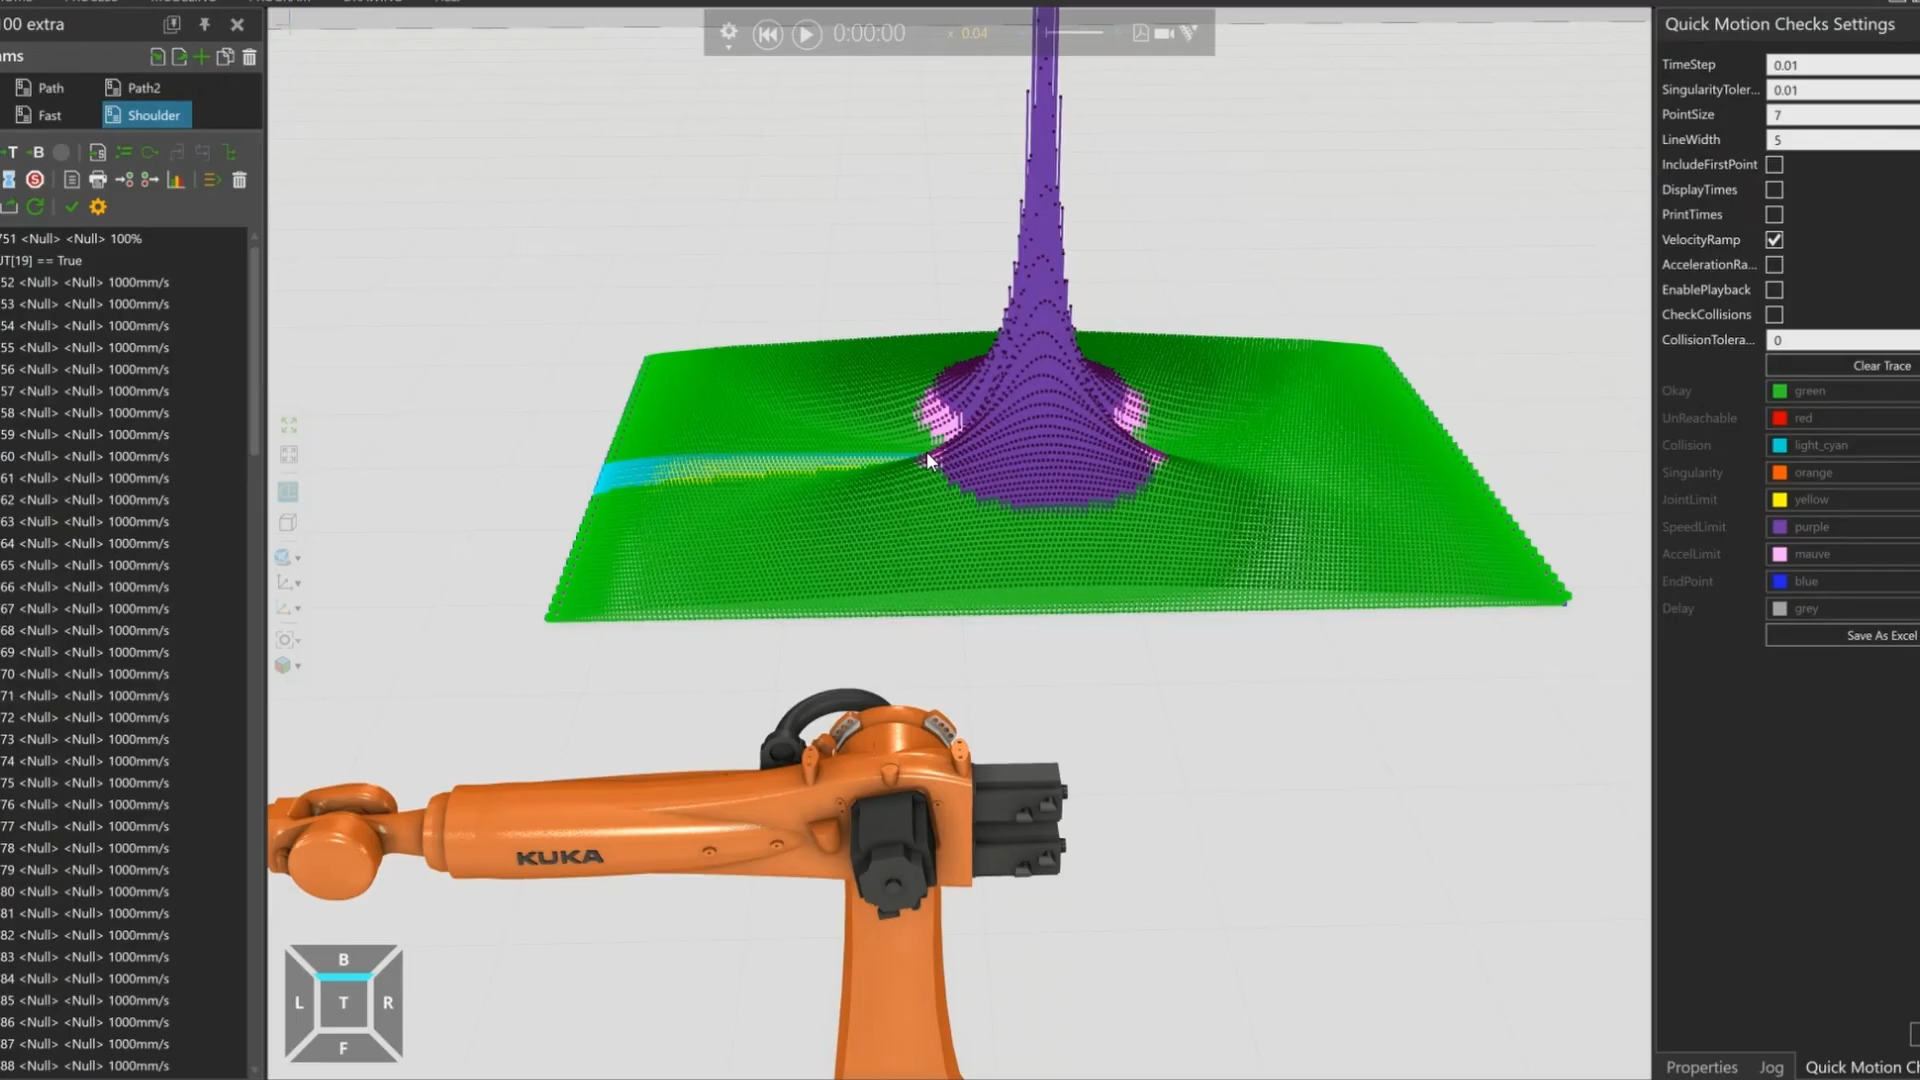 100 extra
ms
Path
Path2
Fast
Shoulder
T
B
751 <Null> <Null> 100%
UT[19] == True
52 <Null> <Null> 1000mm/s
53 <Null> <Null> 1000mm/s
54 <Null> <Null> 1000mm/s
55 <Null> <Null> 1000mm/s
56 <Null> <Null> 1000mm/s
57 <Null> <Null> 1000mm/s
58 <Null> <Null> 1000mm/s
59 <Null> <Null> 1000mm/s
60 <Null> <Null> 1000mm/s
61 <Null> <Null> 1000mm/s
62 <Null> <Null> 1000mm/s
63 <Null> <Null> 1000mm/s
64 <Null> <Null> 1000mm/s
65 <Null> <Null> 1000mm/s
66 <Null> <Null> 1000mm/s
67 <Null> <Null> 1000mm/s
68 <Null> <Null> 1000mm/s
69 <Null> <Null> 1000mm/s
70 <Null> <Null> 1000mm/s
71 <Null> <Null> 1000mm/s
72 <Null> <Null> 1000mm/s
73 <Null> <Null> 1000mm/s
74 <Null> <Null> 1000mm/s
75 <Null> <Null> 1000mm/s
76 <Null> <Null> 1000mm/s
77 <Null> <Null> 1000mm/s
78 <Null> <Null> 1000mm/s
79 <Null> <Null> 1000mm/s
80 <Null> <Null> 1000mm/s
81 <Null> <Null> 1000mm/s
82 <Null> <Null> 1000mm/s
83 <Null> <Null> 1000mm/s
84 <Null> <Null> 1000mm/s
85 <Null> <Null> 1000mm/s
86 <Null> <Null> 1000mm/s
87 <Null> <Null> 1000mm/s
88 <Null> <Null> 1000mm/s
0:00:00
x 0.04
KUKA
B
L T R
F
Quick Motion Checks Settings
TimeStep 0.01
SingularityToler... 0.01
PointSize 7
LineWidth 5
IncludeFirstPoint
DisplayTimes
PrintTimes
VelocityRamp
AccelerationRa...
EnablePlayback
CheckCollisions
CollisionTolera... 0
Clear Trace
Okay green
UnReachable red
Collision light_cyan
Singularity orange
JointLimit yellow
SpeedLimit purple
AccelLimit mauve
EndPoint blue
Delay grey
Save As Excel
Properties Jog Quick Motion Ch